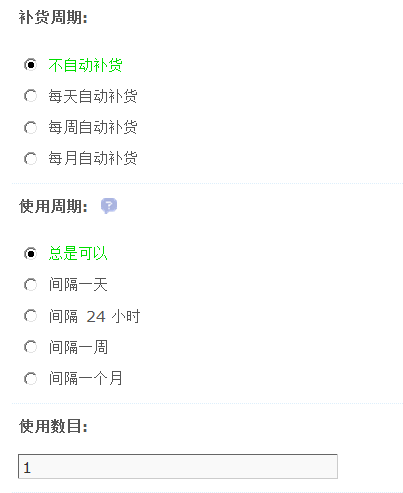 补货周期:
不自动补货
每天自动补货
每周自动补货
每月自动补货
使用周期: ?
总是可以
间隔一天
间隔 24 小时
间隔一周
间隔一个月
使用数目:
1